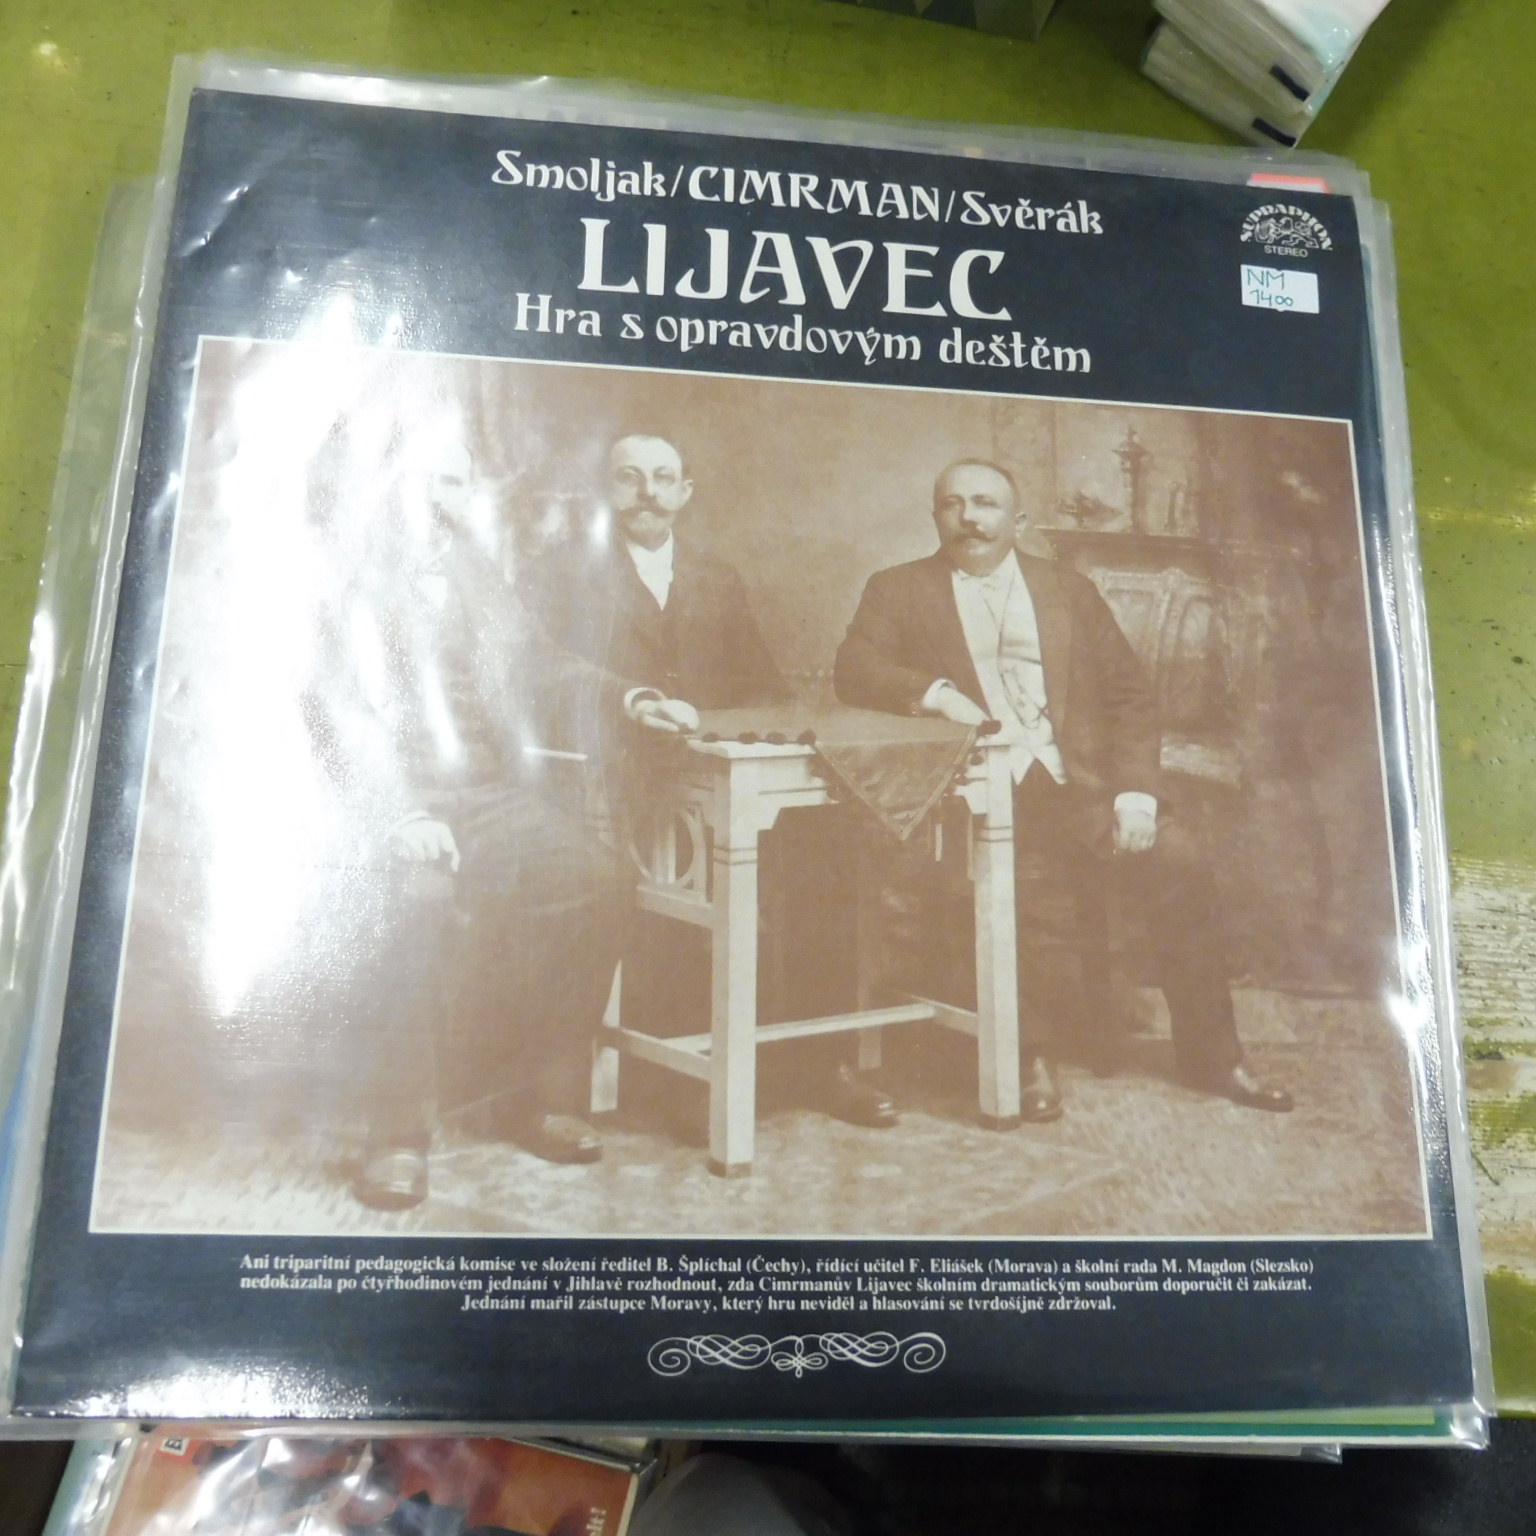 Smoljak/CIMRMAN/Svěrák
LIJAVEC
Hra s opravdovým deštěm
SUPRAPHON
STEREO
NM
1400
Ani triparitní pedagogická komise ve složení ředitel B. Šplíchal (Čechy), řídící učitel F. Eliášek (Morava) a školní rada M. Magdon (Slezsko)
nedokázala po čtyřhodinovém jednání v Jihlavě rozhodnout, zda Cimrmanův Lijavec školním dramatickým souborům doporučit či zakázat.
Jednání mařil zástupce Moravy, který hru neviděl a hlasování se tvrdošíjně zdržoval.